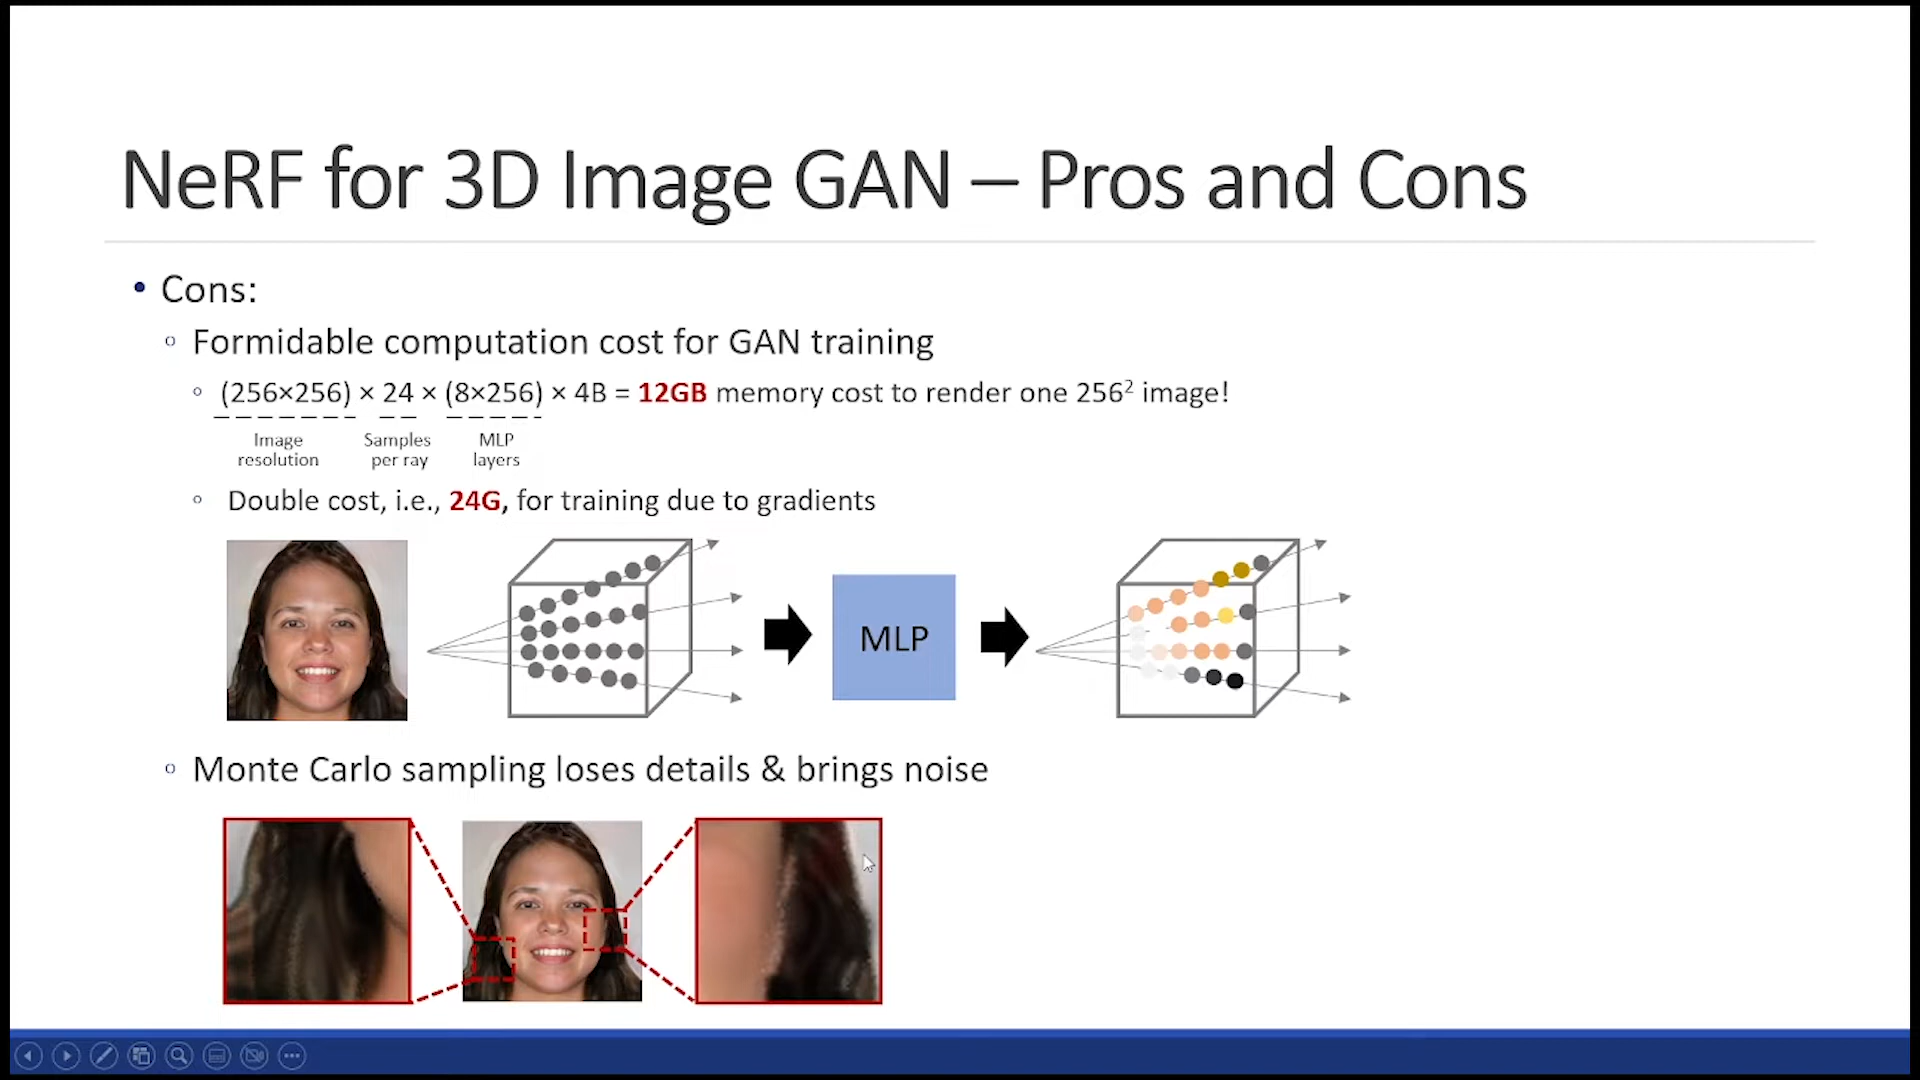 NeRF for 3D Image GAN – Pros and Cons
• Cons:
○ Formidable computation cost for GAN training
○ (256×256) × 24 × (8×256) × 4B = 12GB memory cost to render one 256² image!
Image resolution
Samples per ray
MLP layers
○ Double cost, i.e., 24G, for training due to gradients
MLP
○ Monte Carlo sampling loses details & brings noise